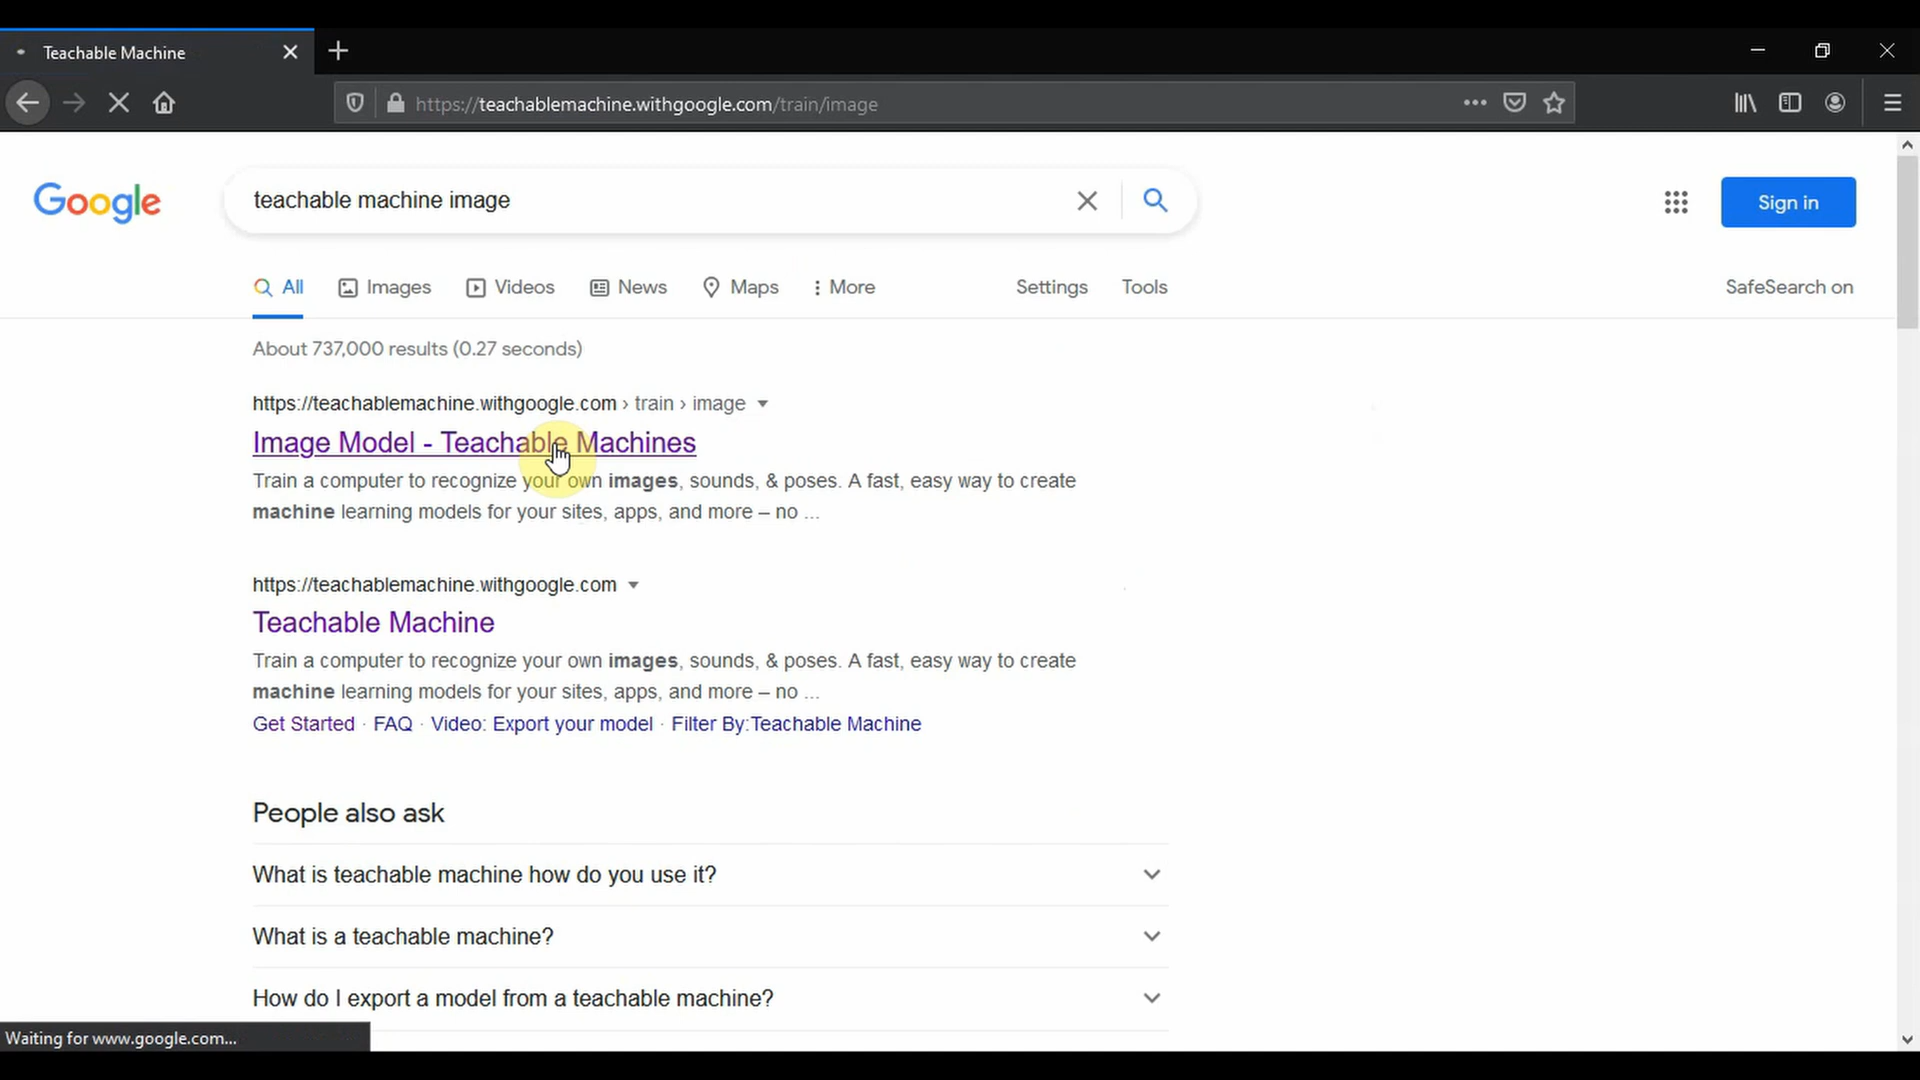 Teachable Machine
https://teachablemachine.withgoogle.com/train/image
Google
teachable machine image
Sign in
All Images Videos News Maps More Settings Tools SafeSearch on
About 737,000 results (0.27 seconds)
https://teachablemachine.withgoogle.com › train › image
Image Model - Teachable Machines
Train a computer to recognize your own images, sounds, & poses. A fast, easy way to create
machine learning models for your sites, apps, and more – no ...
https://teachablemachine.withgoogle.com
Teachable Machine
Train a computer to recognize your own images, sounds, & poses. A fast, easy way to create
machine learning models for your sites, apps, and more – no ...
Get Started · FAQ · Video: Export your model · Filter By:Teachable Machine
People also ask
What is teachable machine how do you use it?
What is a teachable machine?
How do I export a model from a teachable machine?
Waiting for www.google.com...